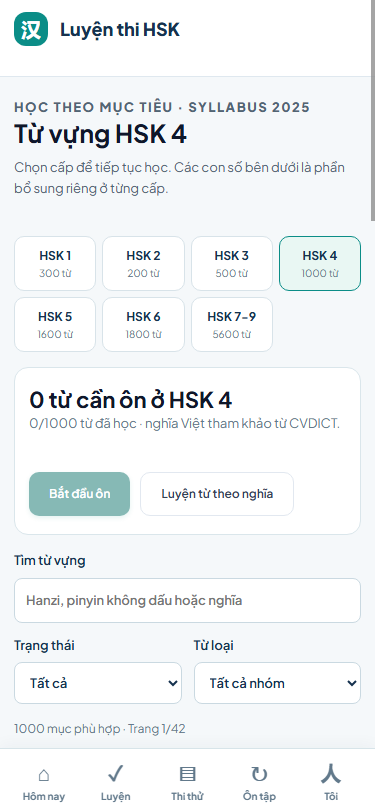 汉 Luyện thi HSK
HỌC THEO MỤC TIÊU · SYLLABUS 2025
Từ vựng HSK 4
Chọn cấp để tiếp tục học. Các con số bên dưới là phần
bổ sung riêng ở từng cấp.
HSK 1 HSK 2 HSK 3 HSK 4
300 từ 200 từ 500 từ 1000 từ
HSK 5 HSK 6 HSK 7–9
1600 từ 1800 từ 5600 từ
0 từ cần ôn ở HSK 4
0/1000 từ đã học · nghĩa Việt tham khảo từ CVDICT.
Bắt đầu ôn Luyện từ theo nghĩa
Tìm từ vựng
Hanzi, pinyin không dấu hoặc nghĩa
Trạng thái Từ loại
Tất cả Tất cả nhóm
1000 mục phù hợp · Trang 1/42
人
Hôm nay Luyện Thi thử Ôn tập Tôi